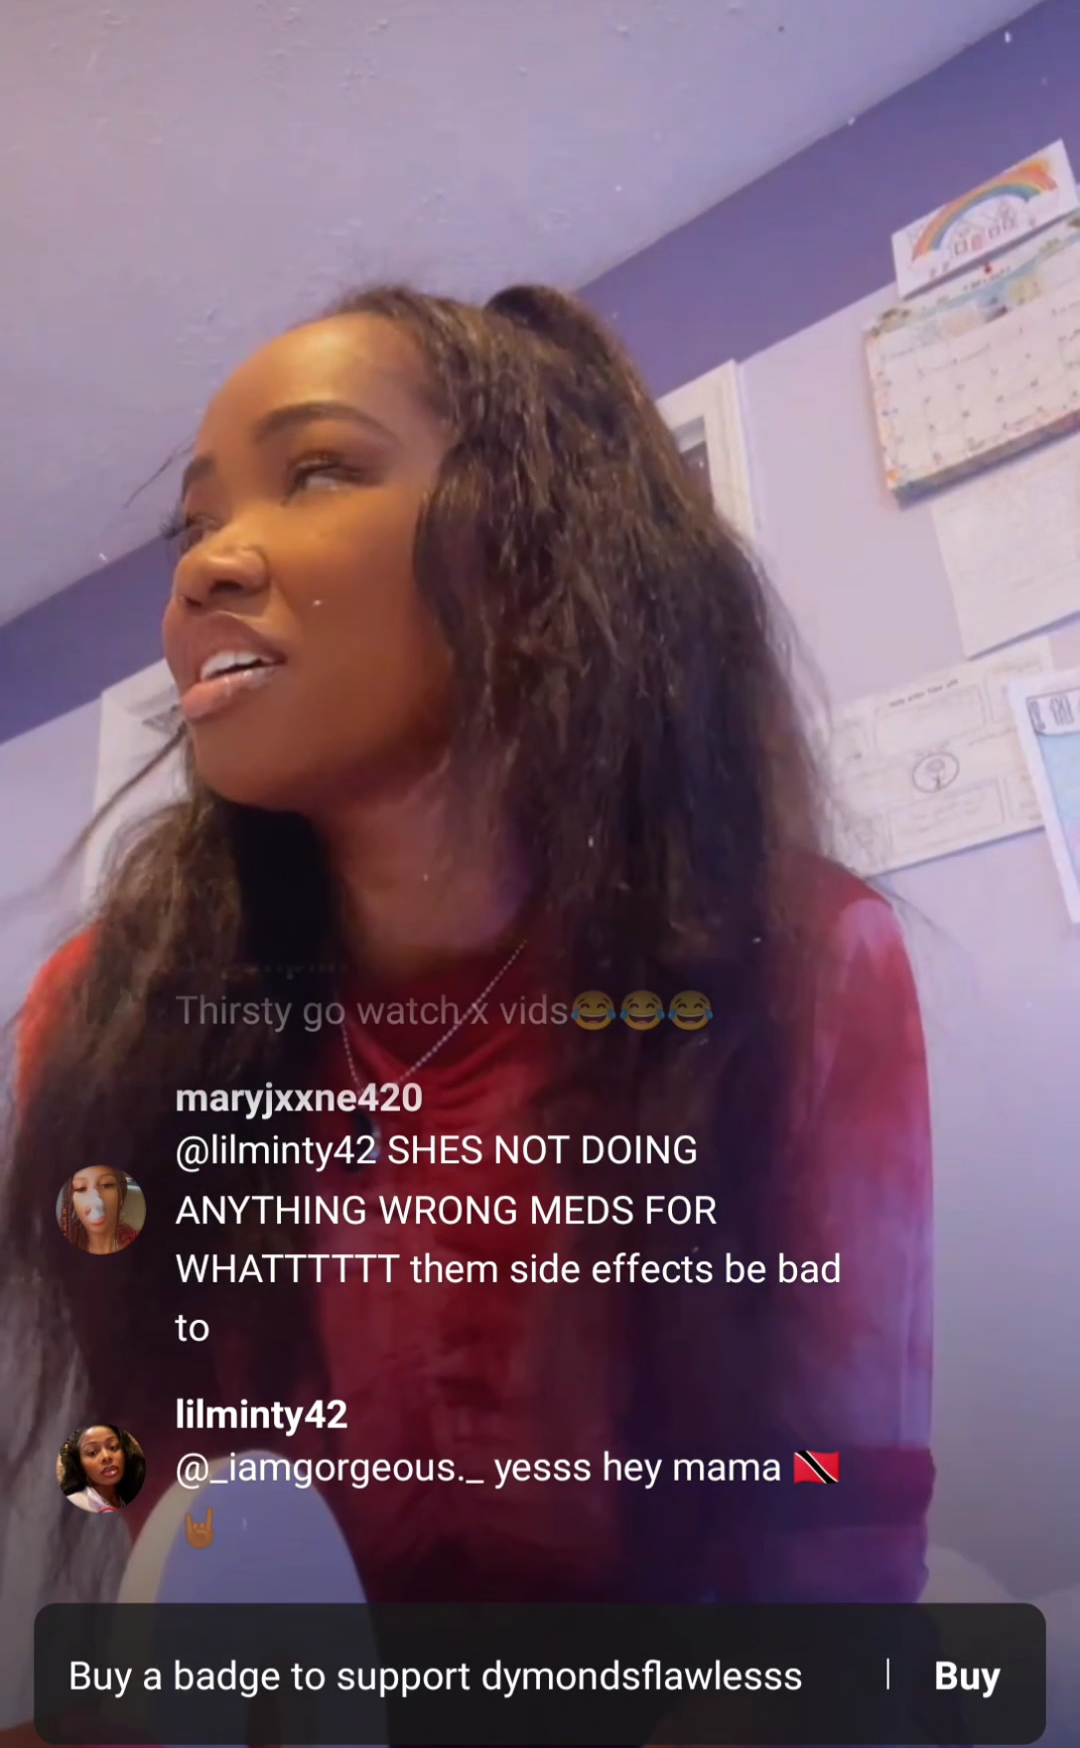 Thirsty go watch x vids😂😂😂
maryjxxne420
@lilminty42 SHES NOT DOING
ANYTHING WRONG MEDS FOR
WHATTTTTT them side effects be bad
to
lilminty42
@_iamgorgeous._ yesss hey mama 🇹🇹
🤘🏾
Buy a badge to support dymondsflawlesss | Buy